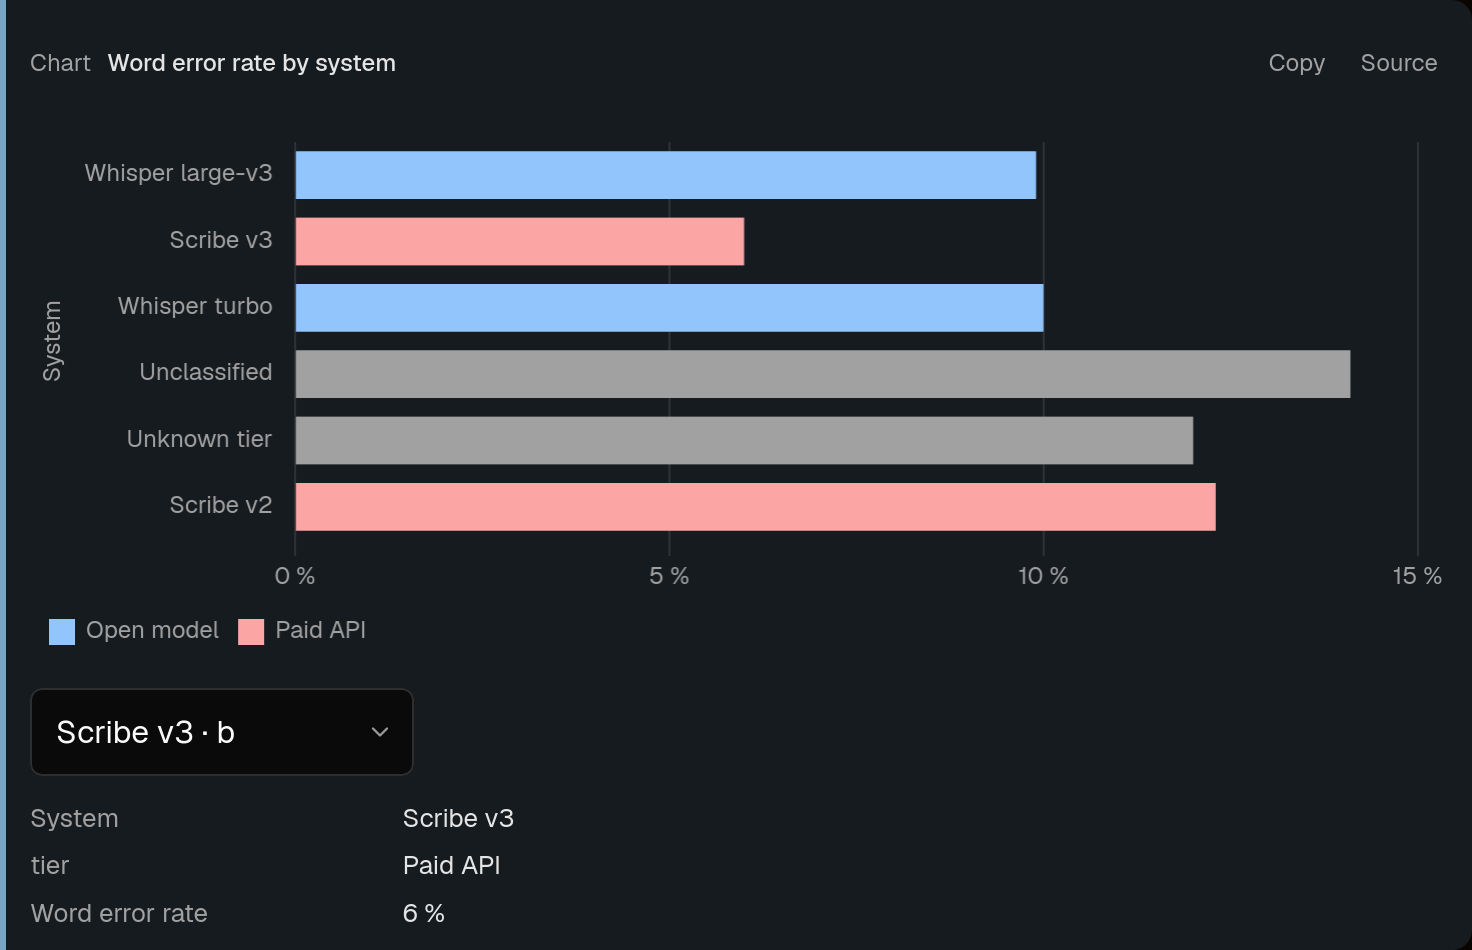 Chart Word error rate by system Copy Source
Whisper large-v3
Scribe v3
Whisper turbo
System
Unclassified
Unknown tier
Scribe v2
0 % 5 % 10 % 15 %
Open model Paid API
Scribe v3 · b
System Scribe v3
tier Paid API
Word error rate 6 %